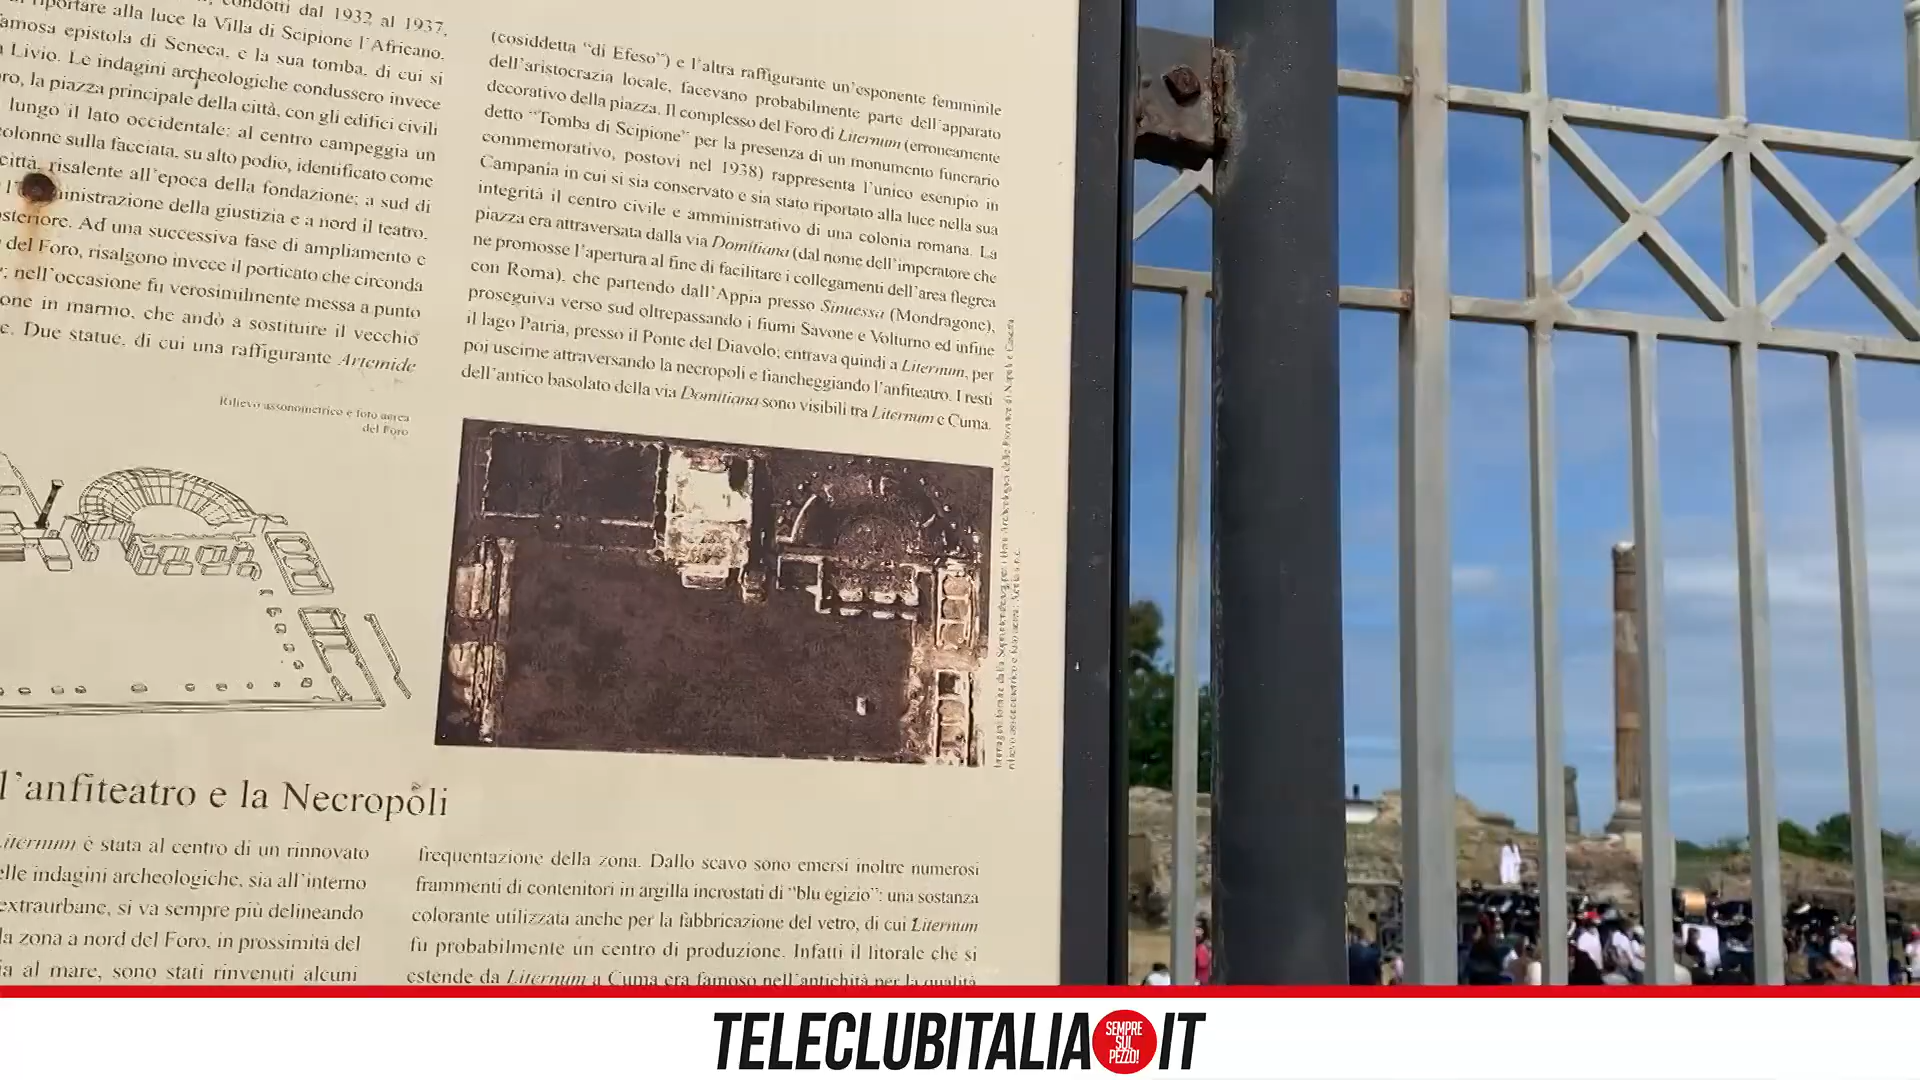 condotti dal 1932 al 1937,
riportare alla luce la Villa di Scipione l'Africano,
famosa epistola di Seneca, e la sua tomba, di cui si
Livio. Le indagini archeologiche condussero invece
la piazza principale della città, con gli edifici civili
lungo il lato occidentale: al centro campeggia un
colonne sulla facciata, su alto podio, identificato come
città, risalente all'epoca della fondazione; a sud di
della giustizia e a nord il teatro.
Ad una successiva fase di ampliamento e
del Foro, risalgono invece il porticato che circonda
nell'occasione fu verosimilmente messa a punto
in marmo, che andò a sostituire il vecchio
Due statue, di cui una raffigurante Artemide
(cosiddetta "di Efeso") e l'altra raffigurante un'esponente femminile
dell'aristocrazia locale, facevano probabilmente parte dell'apparato
decorativo della piazza. Il complesso del Foro di Liternum (erroneamente
detto "Tomba di Scipione" per la presenza di un monumento funerario
commemorativo, postovi nel 1938) rappresenta l'unico esempio in
Campania in cui si sia conservato e sia stato riportato alla luce nella sua
integrità il centro civile e amministrativo di una colonia romana. La
piazza era attraversata dalla via Domitiana (dal nome dell'imperatore che
ne promosse l'apertura al fine di facilitare i collegamenti dell'area flegrea
con Roma), che partendo dall'Appia presso Sinuessa (Mondragone),
proseguiva verso sud oltrepassando i fiumi Savone e Volturno ed infine
il lago Patria, presso il Ponte del Diavolo; entrava quindi a Liternum, per
poi uscirne attraversando la necropoli e fiancheggiando l'anfiteatro. I resti
dell'antico basolato della via Domitiana sono visibili tra Liternum e Cuma.
Rilievo assonometrico e foto aerea
del Foro
l'anfiteatro e la Necropoli
Liternum è stata al centro di un rinnovato
indagini archeologiche, sia all'interno
extraurbane, si va sempre più delineando
la zona a nord del Foro, in prossimità del
al mare, sono stati rinvenuti alcuni
frequentazione della zona. Dallo scavo sono emersi inoltre numerosi
frammenti di contenitori in argilla incrostati di "blu egizio": una sostanza
colorante utilizzata anche per la fabbricazione del vetro, di cui Liternum
fu probabilmente un centro di produzione. Infatti il litorale che si
estende da Liternum a Cuma era famoso nell'antichità per la qualità
TELECLUBITALIA.IT
SEMPRE
SUL
PEZZO!